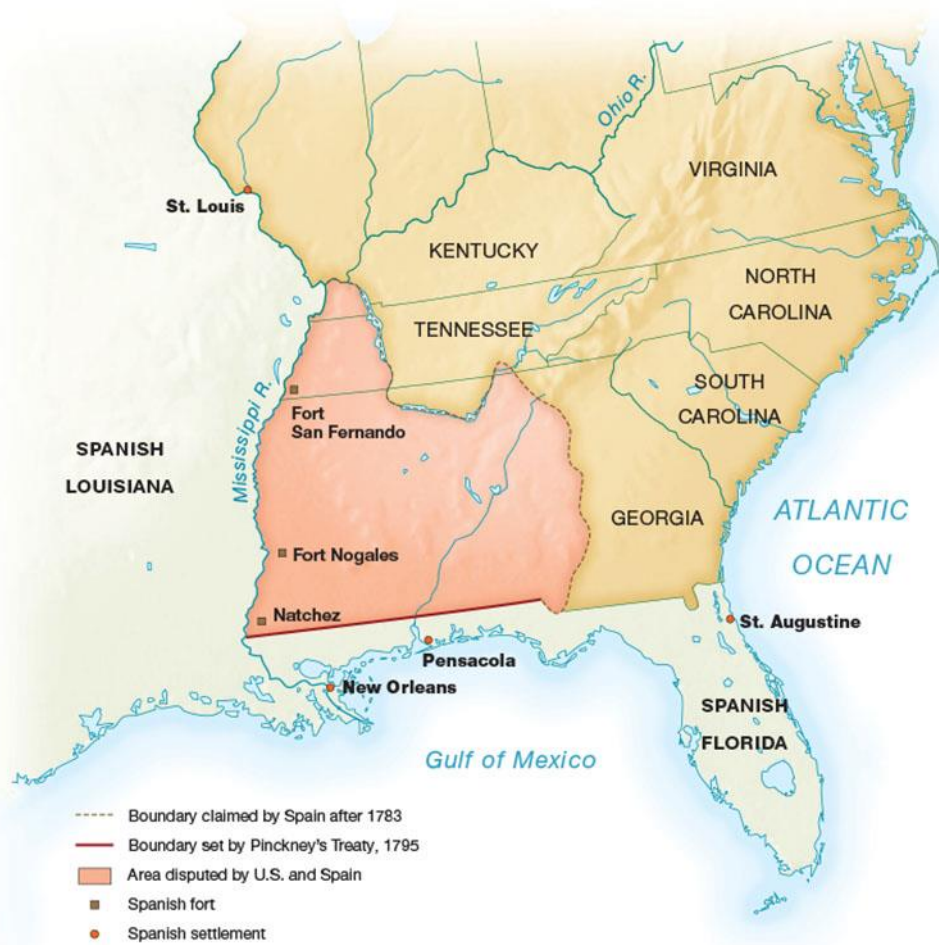 Ohio R.
VIRGINIA
St. Louis
KENTUCKY
NORTH
CAROLINA
TENNESSEE
Mississippi R.
SOUTH
CAROLINA
Fort
San Fernando
SPANISH
LOUISIANA
GEORGIA
ATLANTIC
OCEAN
Fort Nogales
Natchez
St. Augustine
Pensacola
New Orleans
SPANISH
FLORIDA
Gulf of Mexico
Boundary claimed by Spain after 1783
Boundary set by Pinckney's Treaty, 1795
Area disputed by U.S. and Spain
Spanish fort
Spanish settlement